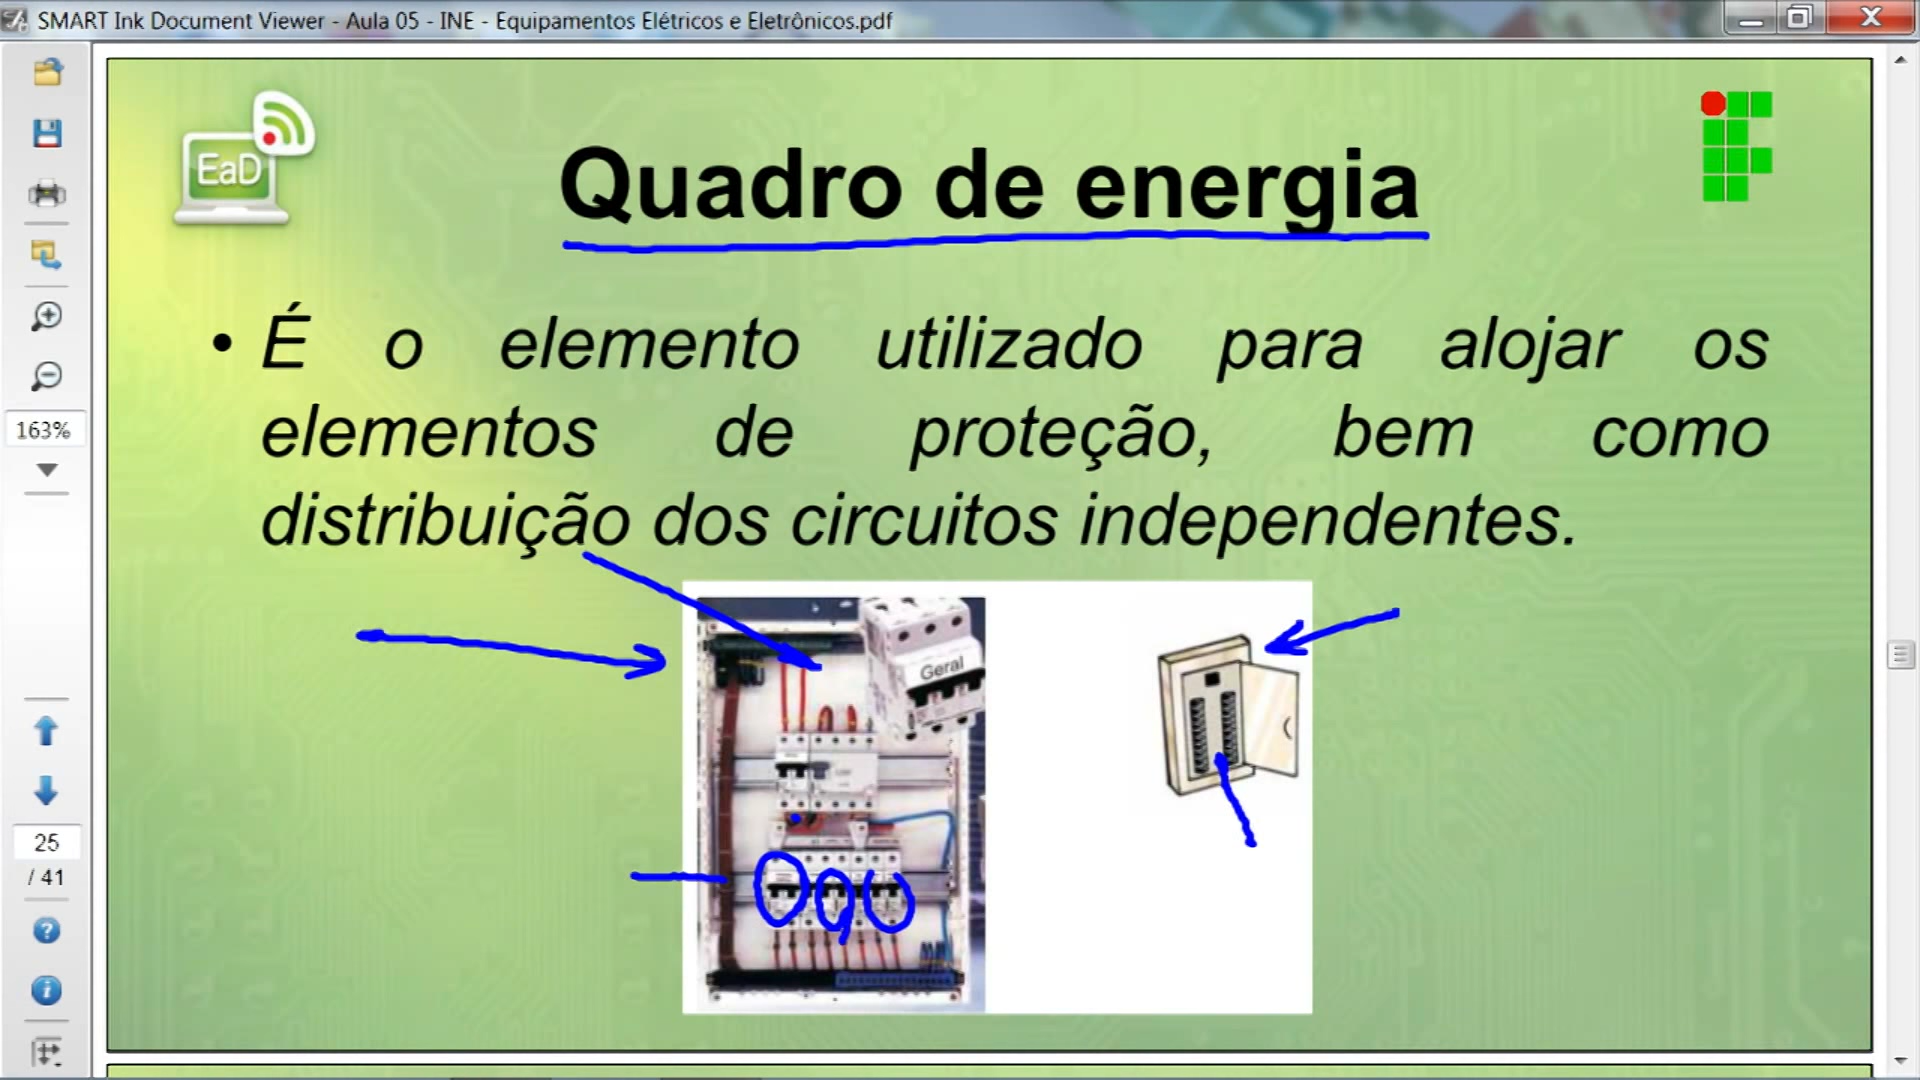 SMART Ink Document Viewer - Aula 05 - INE - Equipamentos Elétricos e Eletrônicos.pdf
EaD
Quadro de energia
• É o elemento utilizado para alojar os
elementos de proteção, bem como
distribuição dos circuitos independentes.
163%
Geral
25
/ 41